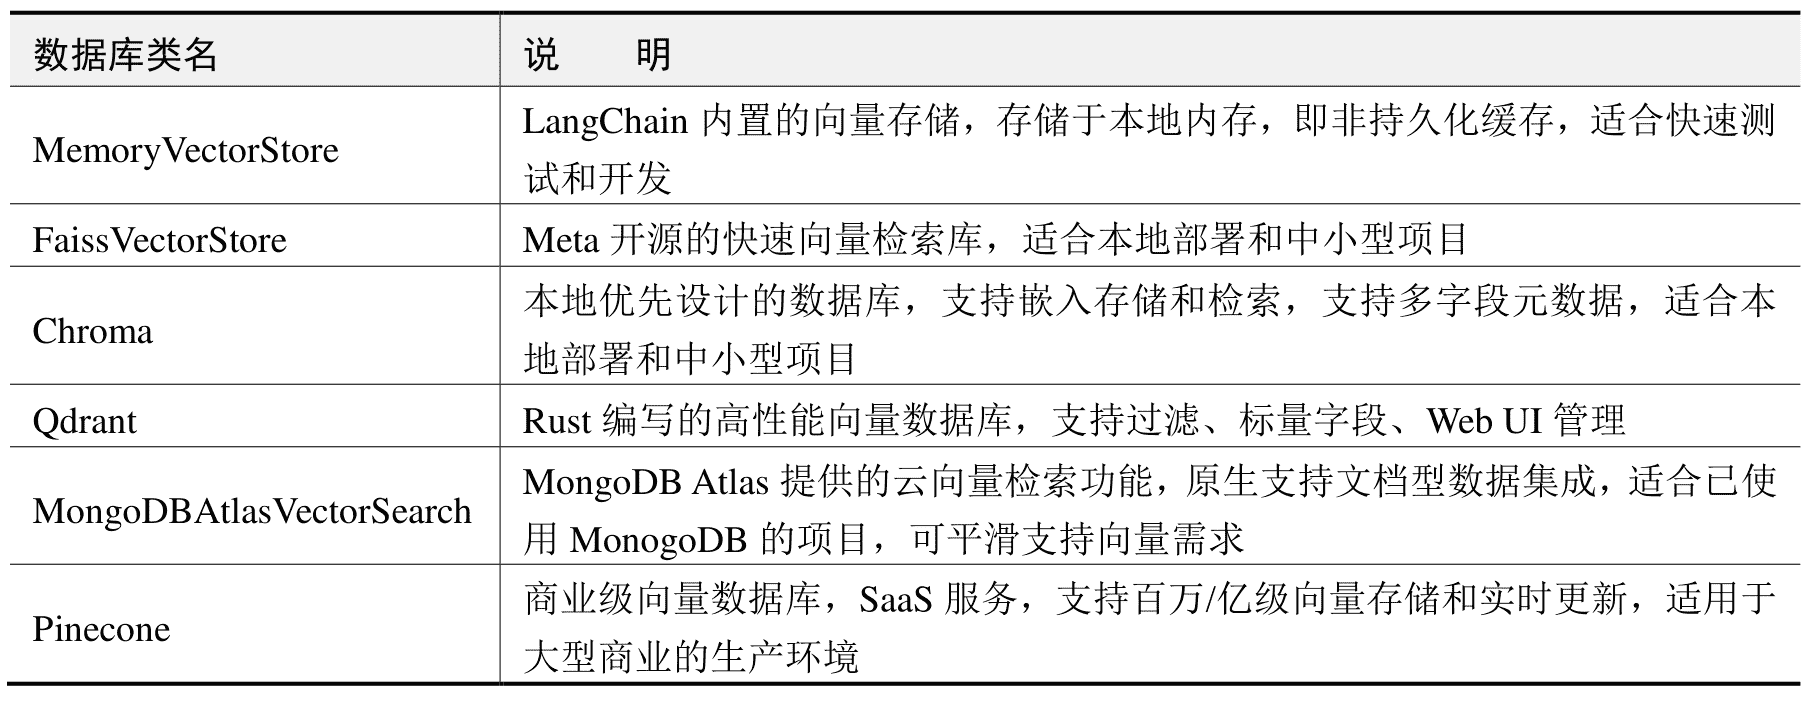 数据库类名
说 明
MemoryVectorStore
LangChain 内置的向量存储，存储于本地内存，即非持久化缓存，适合快速测
试和开发
FaissVectorStore
Meta 开源的快速向量检索库，适合本地部署和中小型项目
Chroma
本地优先设计的数据库，支持嵌入存储和检索，支持多字段元数据，适合本
地部署和中小型项目
Qdrant
Rust 编写的高性能向量数据库，支持过滤、标量字段、Web UI 管理
MongoDBAtlasVectorSearch
MongoDB Atlas 提供的云向量检索功能，原生支持文档型数据集成，适合已使
用 MonogoDB 的项目，可平滑支持向量需求
Pinecone
商业级向量数据库，SaaS 服务，支持百万/亿级向量存储和实时更新，适用于
大型商业的生产环境